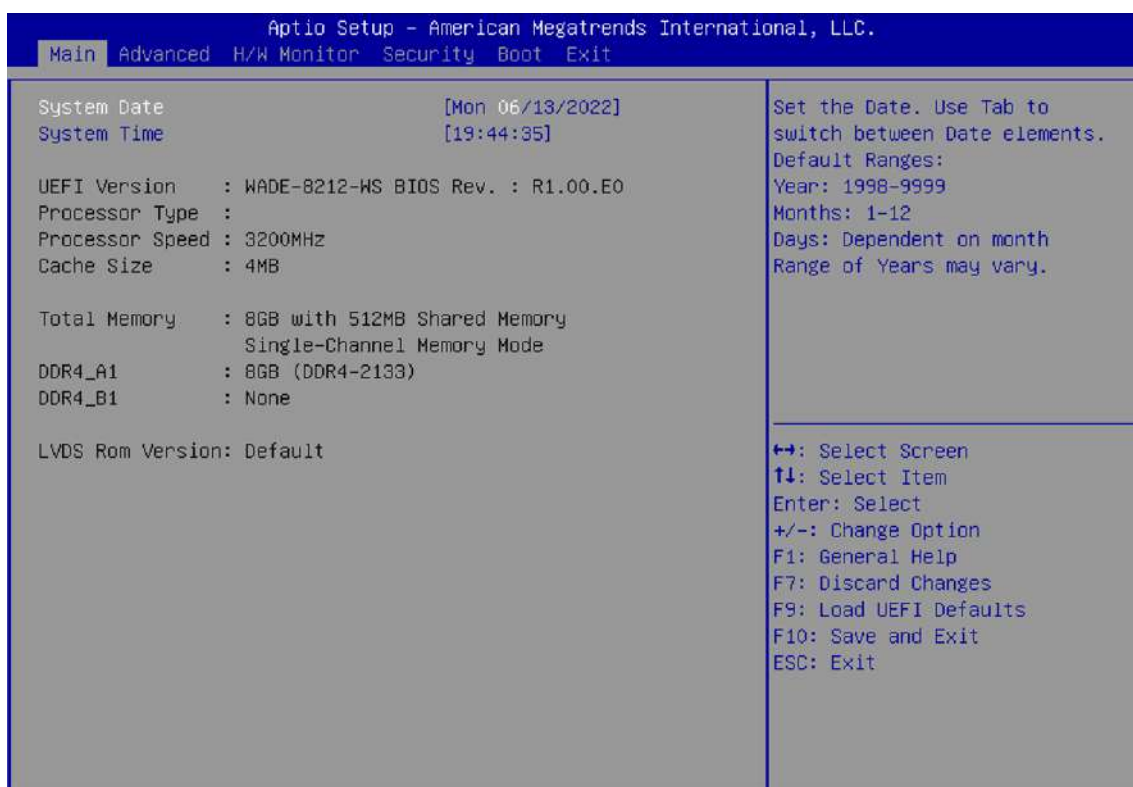 Aptio Setup – American Megatrends International, LLC.
Main Advanced H/W Monitor Security Boot Exit
System Date [Mon 06/13/2022]
System Time [19:44:35]
UEFI Version : WADE-8212-WS BIOS Rev. : R1.00.E0
Processor Type :
Processor Speed : 3200MHz
Cache Size : 4MB
Total Memory : 8GB with 512MB Shared Memory
Single-Channel Memory Mode
DDR4_A1 : 8GB (DDR4-2133)
DDR4_B1 : None
LVDS Rom Version: Default
Set the Date. Use Tab to
switch between Date elements.
Default Ranges:
Year: 1998-9999
Months: 1-12
Days: Dependent on month
Range of Years may vary.
↔: Select Screen
↑↓: Select Item
Enter: Select
+/-: Change Option
F1: General Help
F7: Discard Changes
F9: Load UEFI Defaults
F10: Save and Exit
ESC: Exit